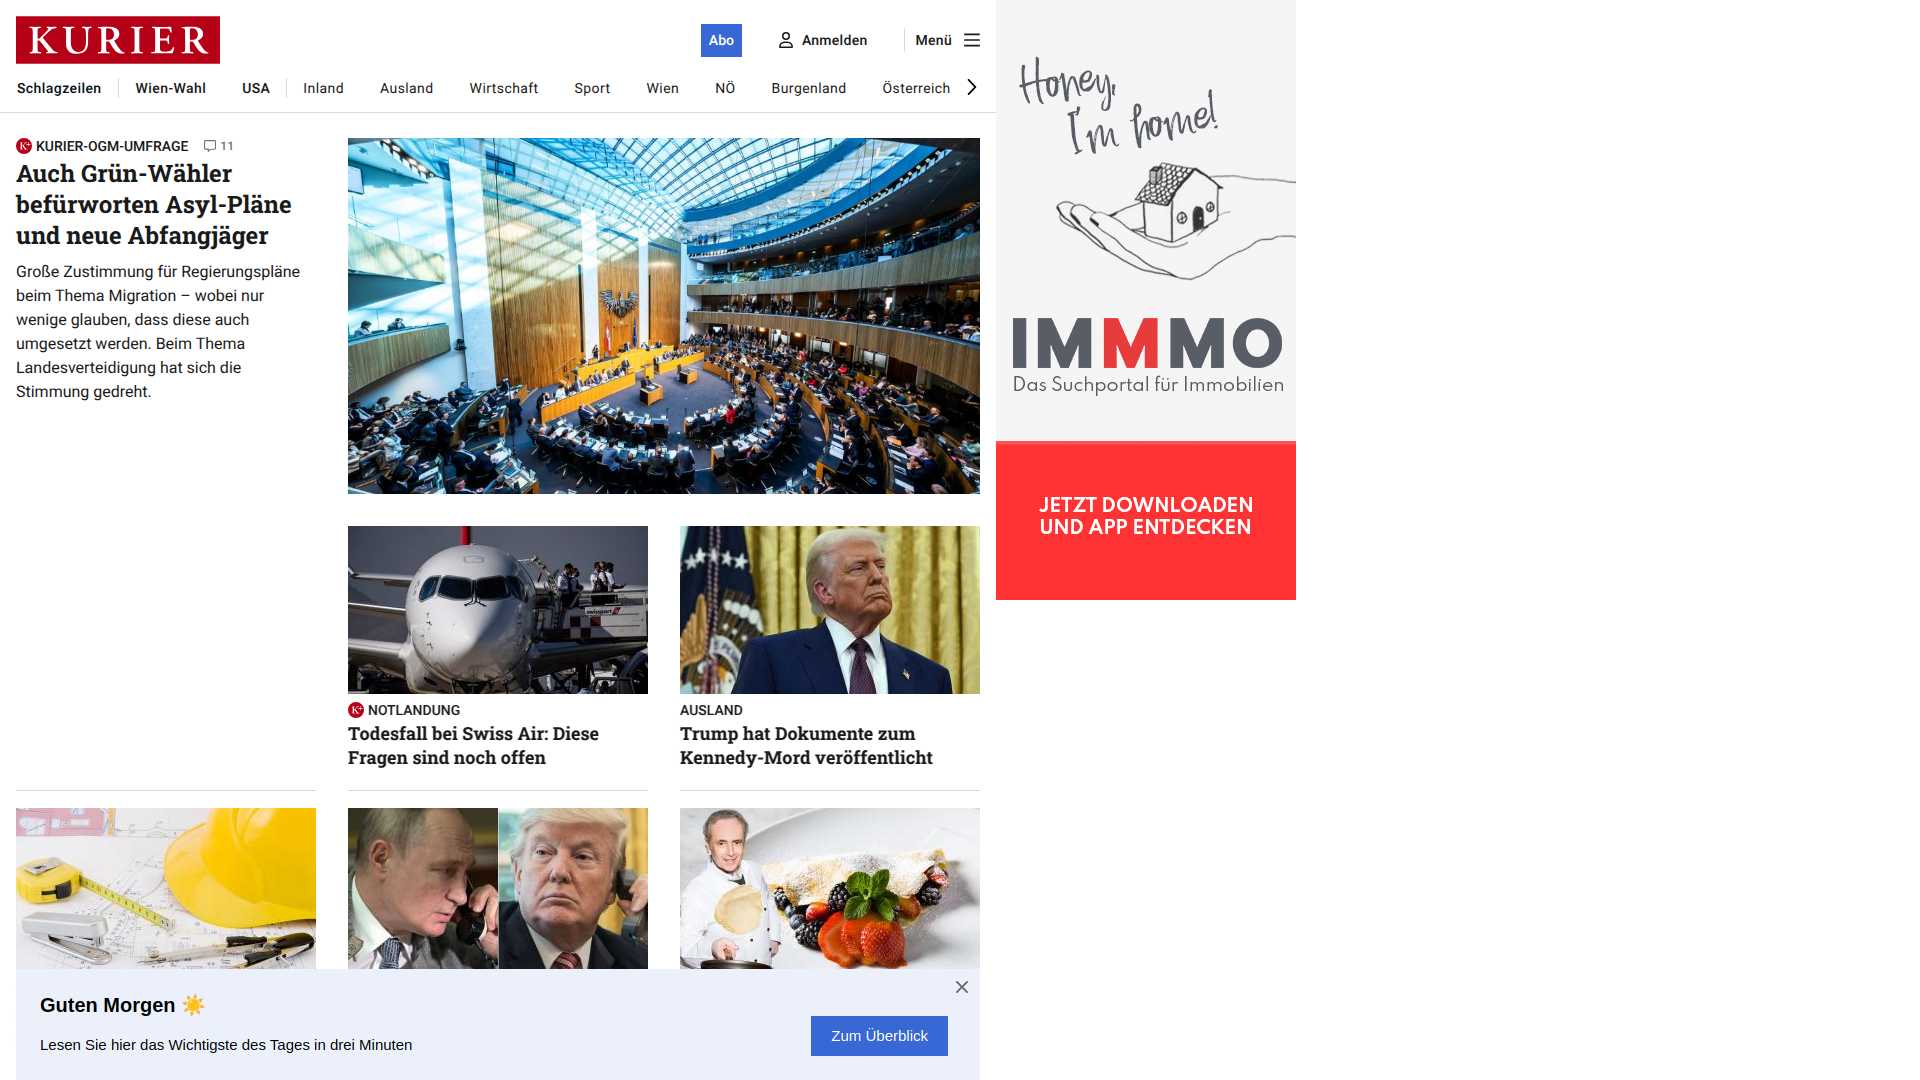 KURIER
Abo
Anmelden
Menü
Schlagzeilen
Wien-Wahl
USA
Inland
Ausland
Wirtschaft
Sport
Wien
NÖ
Burgenland
Österreich
KURIER-OGM-UMFRAGE 11
Auch Grün-Wähler
befürworten Asyl-Pläne
und neue Abfangjäger
Große Zustimmung für Regierungspläne
beim Thema Migration – wobei nur
wenige glauben, dass diese auch
umgesetzt werden. Beim Thema
Landesverteidigung hat sich die
Stimmung gedreht.
swissport
NOTLANDUNG
Todesfall bei Swiss Air: Diese
Fragen sind noch offen
AUSLAND
Trump hat Dokumente zum
Kennedy-Mord veröffentlicht
Guten Morgen
Lesen Sie hier das Wichtigste des Tages in drei Minuten
Zum Überblick
Honey,
I'm home!
IMMMO
Das Suchportal für Immobilien
JETZT DOWNLOADEN
UND APP ENTDECKEN